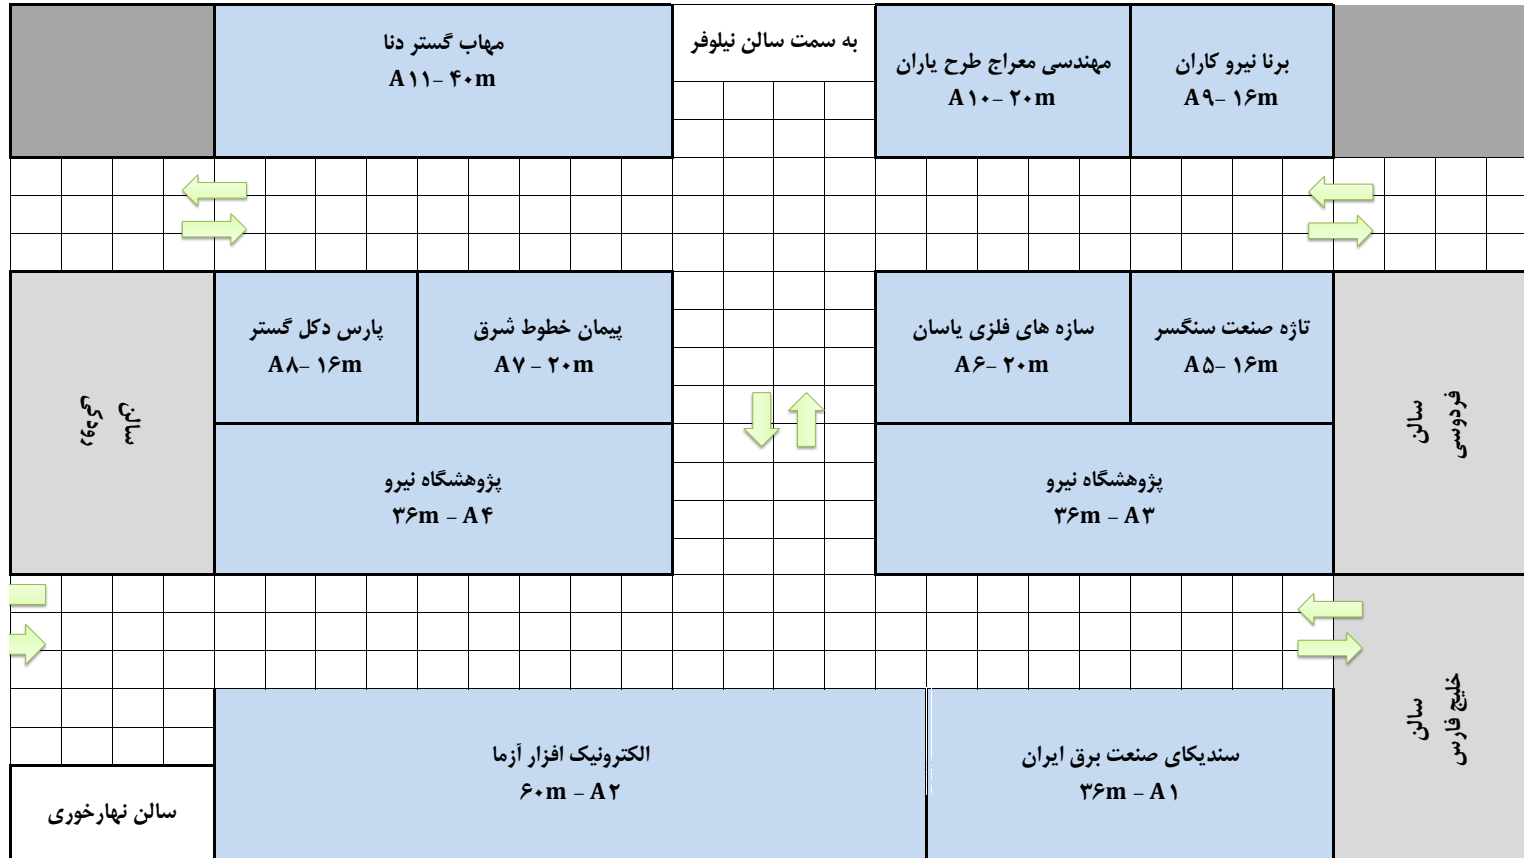 برنا نیرو کاران
A۹– ۱۶m
مهندسی معراج طرح یاران
A۱۰– ۲۰m
به سمت سالن نیلوفر
مهاب گستر دنا
A۱۱– ۴۰m
تاژه صنعت سنگسر
A۵– ۱۶m
سازه های فلزی یاسان
A۶– ۲۰m
پیمان خطوط شرق
A۷ – ۲۰m
پارس دکل گستر
A۸– ۱۶m
سالن
فردوسی
سالن
رودکی
پژوهشگاه نیرو
۳۶m – A۳
پژوهشگاه نیرو
۳۶m – A۴
سالن
خلیج فارس
سندیکای صنعت برق ایران
۳۶m – A۱
الکترونیک افزار آزما
۶۰m – A۲
سالن نهارخوری